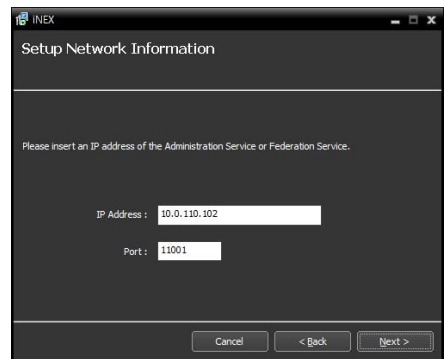 iNEX
Setup Network Information
Please insert an IP address of the Administration Service or Federation Service.
IP Address : 10.0.110.102
Port : 11001
Cancel < Back Next >